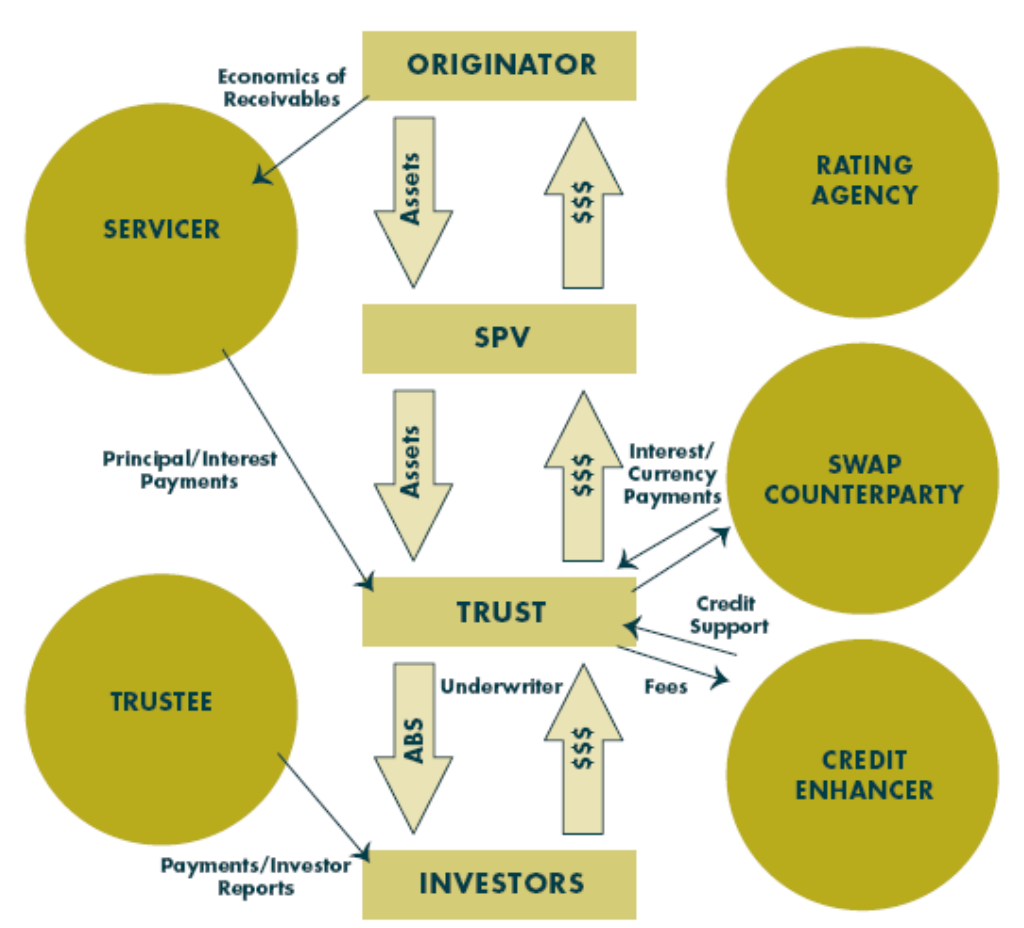 ORIGINATOR
Economics of
Receivables
RATING
AGENCY
Assets
$$$
SERVICER
SPV
Assets
$$$
Interest/
Currency
Payments
SWAP
COUNTERPARTY
Principal/Interest
Payments
TRUST
Credit
Support
Underwriter
Fees
TRUSTEE
ABS
$$$
CREDIT
ENHANCER
Payments/Investor
Reports
INVESTORS